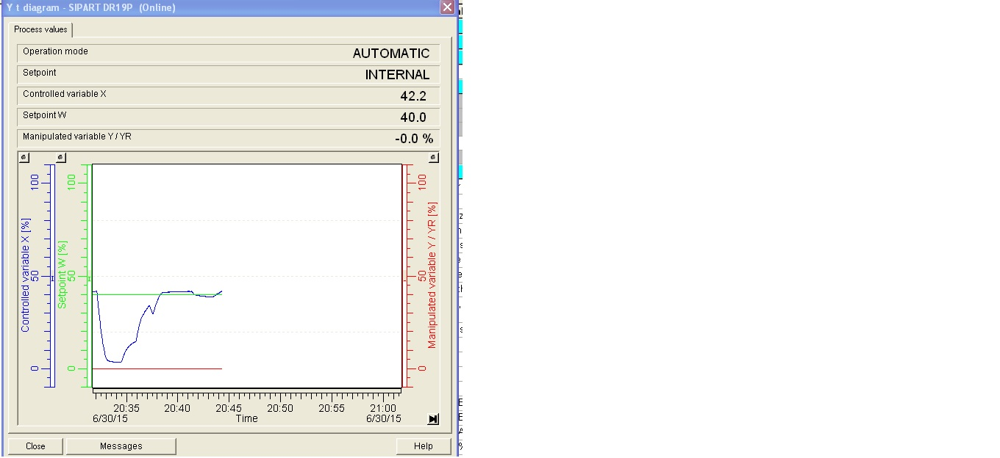 Y t diagram - SIPART DR19P (Online)
Process values
Operation mode AUTOMATIC
Setpoint INTERNAL
Controlled variable X 42.2
Setpoint W 40.0
Manipulated variable Y / YR -0.0 %
Controlled variable X [%]
100
50
0
Setpoint W [%]
100
50
0
Manipulated variable Y / YR [%]
100
50
0
20:35 20:40 20:45 20:50 20:55 21:00
6/30/15 Time 6/30/15
Close Messages Help